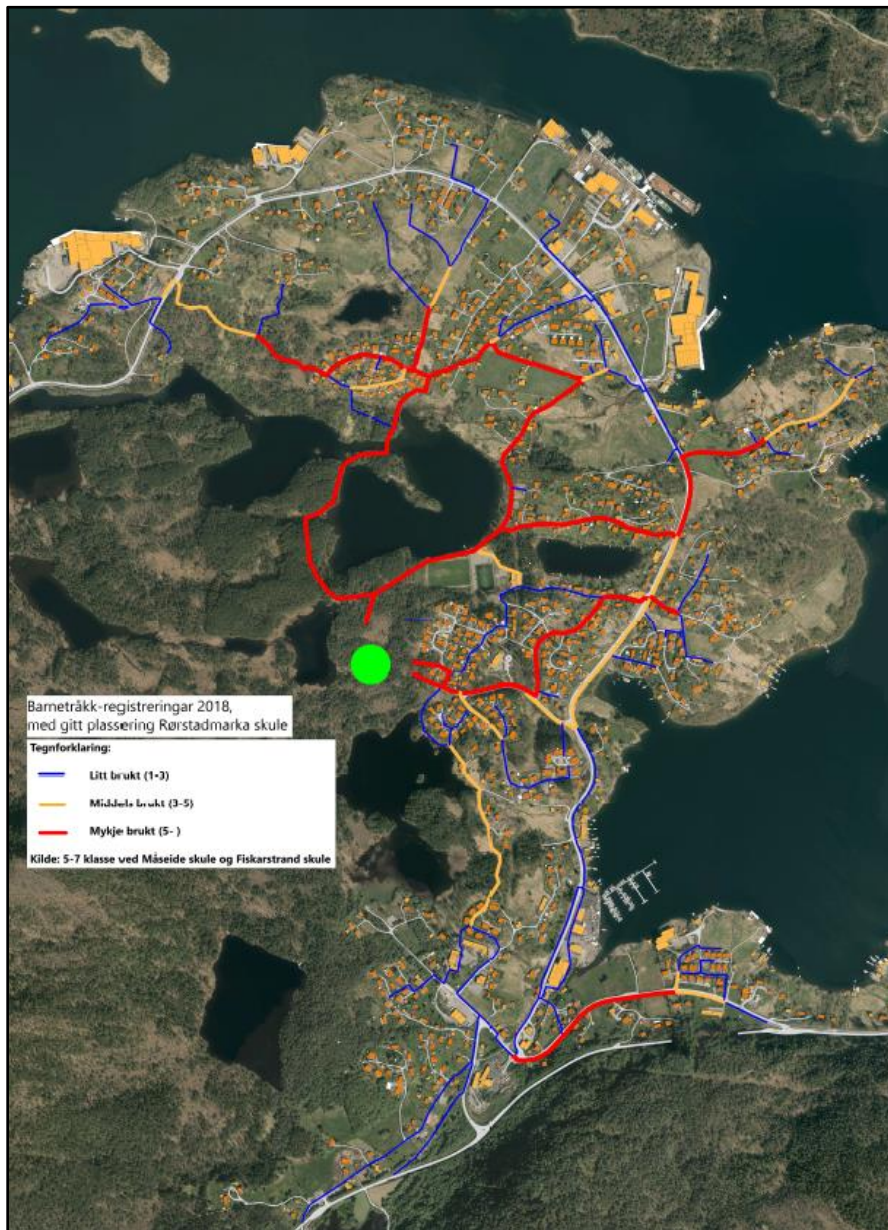 Barnetråkk-registreringar 2018,
med gitt plassering Rørstadmarka skule
Tegnforklaring:
Litt brukt (1-3)
Middels brukt (3-5)
Mykje brukt (5- )
Kilde: 5-7 klasse ved Måseide skule og Fiskarstrand skule